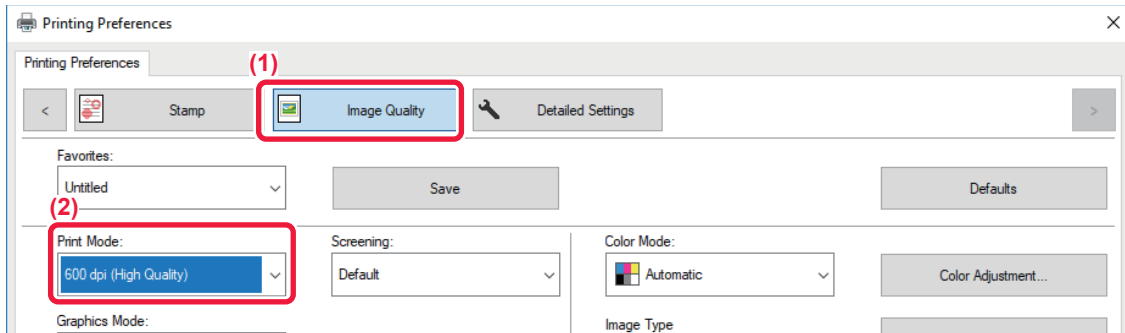 Printing Preferences
Printing Preferences
(1)
<
Stamp
Image Quality
Detailed Settings
>
Favorites:
Untitled
Save
Defaults
(2)
Print Mode:
Screening:
Color Mode:
600 dpi (High Quality)
Default
Automatic
Color Adjustment...
Graphics Mode:
Image Type